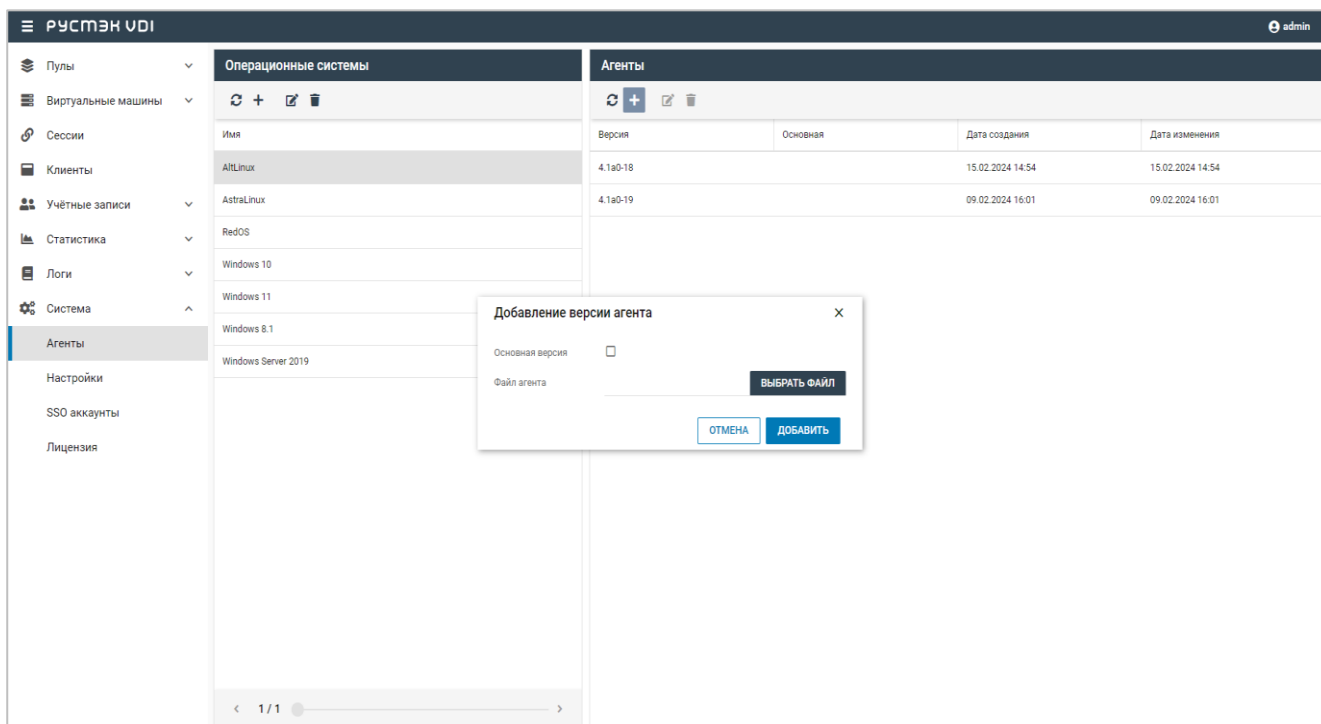 РУСТЭК VDI
admin
Пулы
Виртуальные машины
Сессии
Клиенты
Учётные записи
Статистика
Логи
Система
Агенты
Настройки
SSO аккаунты
Лицензия
Операционные системы
Имя
AltLinux
AstraLinux
RedOS
Windows 10
Windows 11
Windows 8.1
Windows Server 2019
1 / 1
Агенты
Версия Основная Дата создания Дата изменения
4.1a0-18 15.02.2024 14:54 15.02.2024 14:54
4.1a0-19 09.02.2024 16:01 09.02.2024 16:01
Добавление версии агента
Основная версия
Файл агента ВЫБРАТЬ ФАЙЛ
ОТМЕНА ДОБАВИТЬ